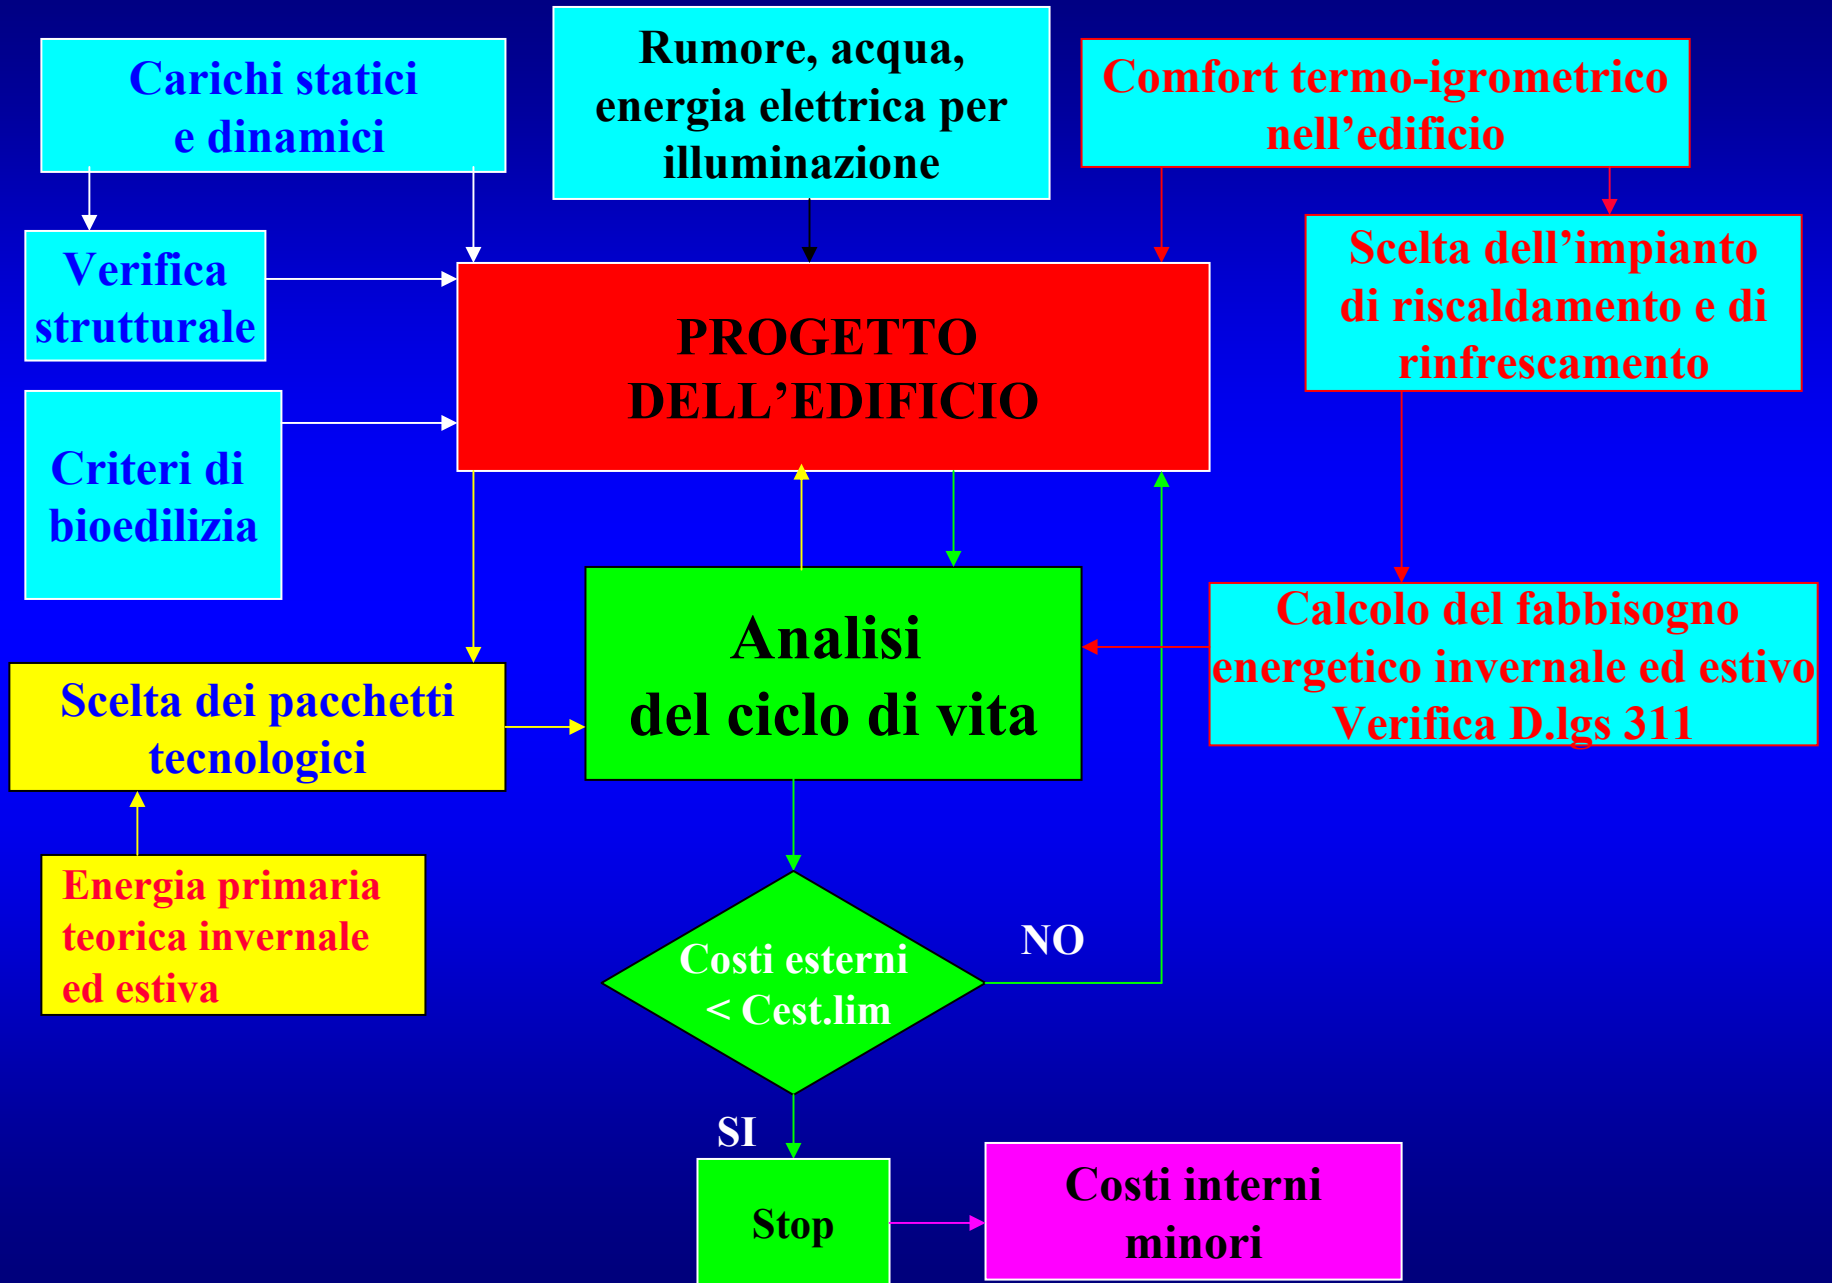 Carichi statici
e dinamici
Rumore, acqua,
energia elettrica per
illuminazione
Comfort termo-igrometrico
nell’edificio
Verifica
strutturale
Scelta dell’impianto
di riscaldamento e di
rinfrescamento
PROGETTO
DELL’EDIFICIO
Criteri di
bioedilizia
Analisi
del ciclo di vita
Calcolo del fabbisogno
energetico invernale ed estivo
Verifica D.lgs 311
Scelta dei pacchetti
tecnologici
Energia primaria
teorica invernale
ed estiva
Costi esterni
< Cest.lim
NO
SI
Stop
Costi interni
minori